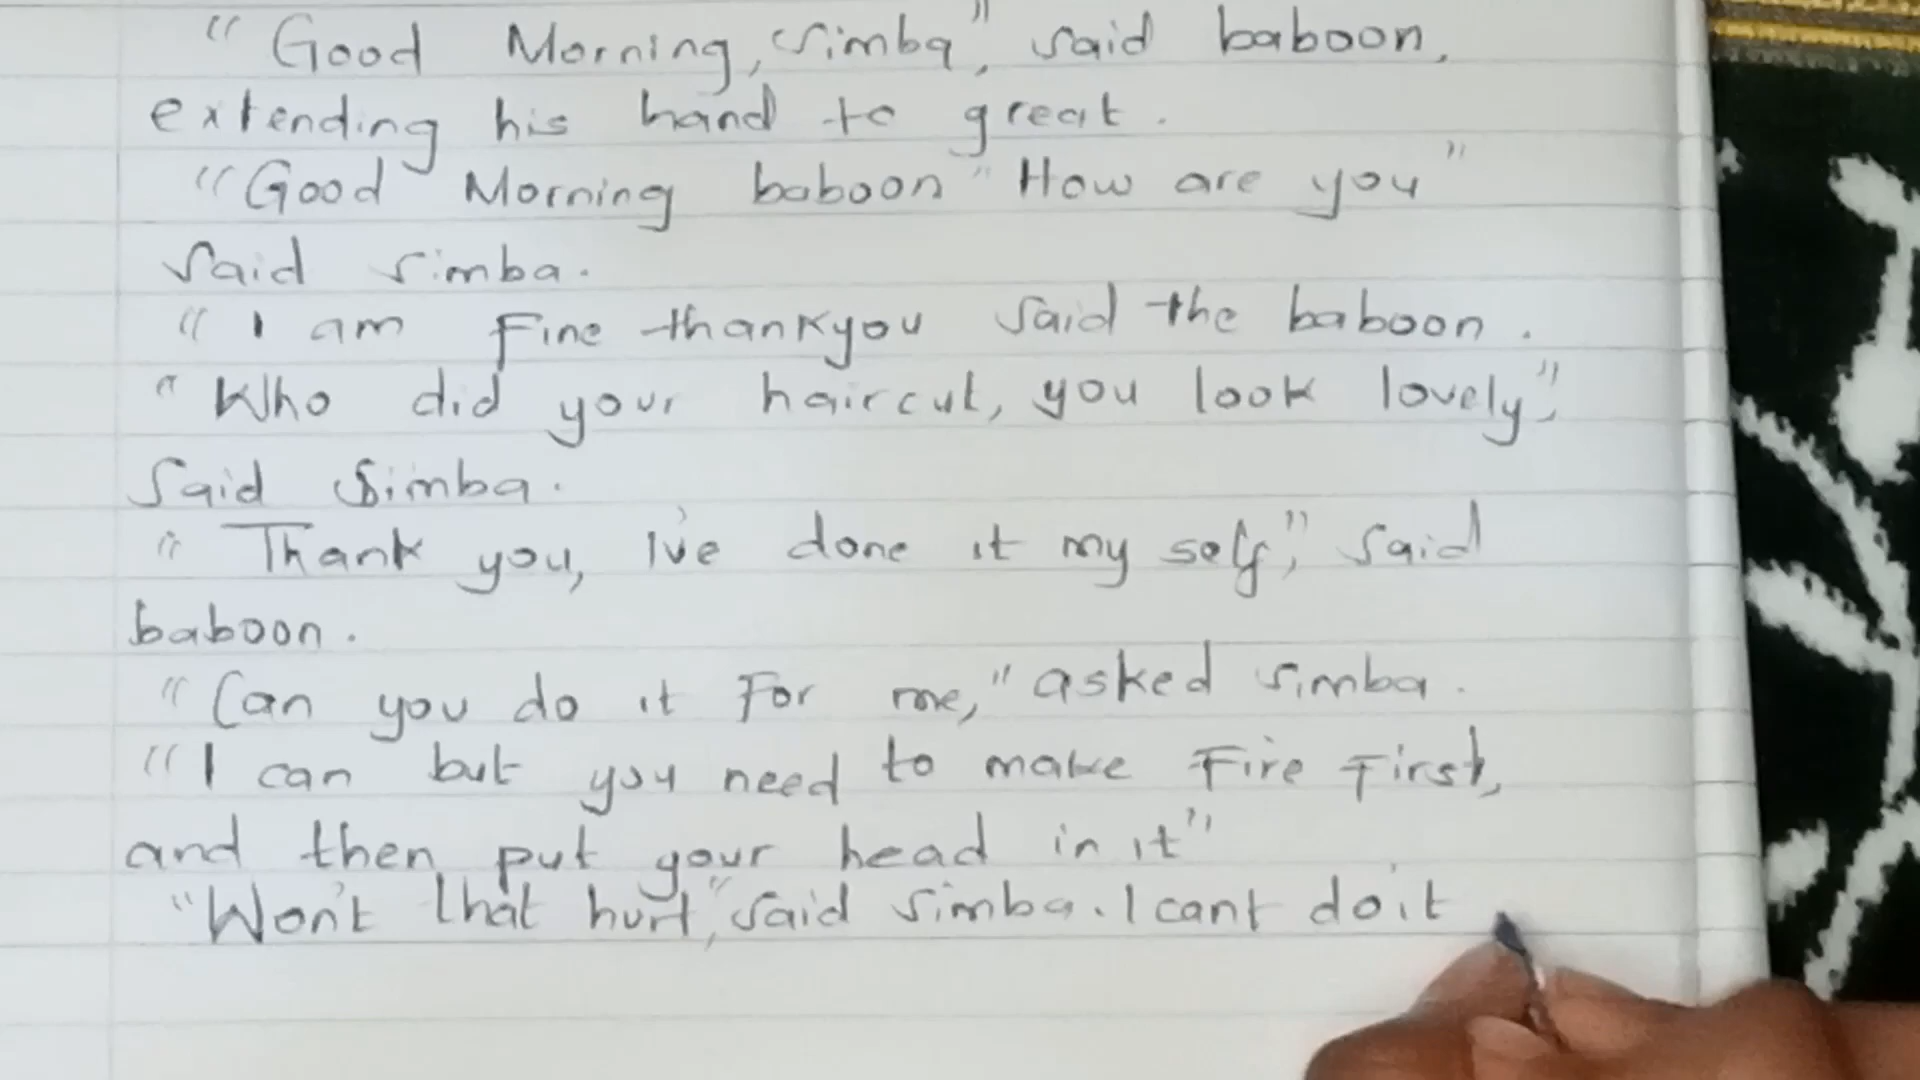 "Good Morning, simba", said baboon,
extending his hand to great.
"Good Morning baboon" How are you"
said simba.
"I am Fine thankyou said the baboon.
"Who did your haircut, you look lovely",
Said Simba.
"Thank you, I've done it my self", said
baboon.
"Can you do it For me," asked simba.
"I can but you need to make Fire First,
and then put your head in it"
"Won't that hurt," said simba. I can't do it